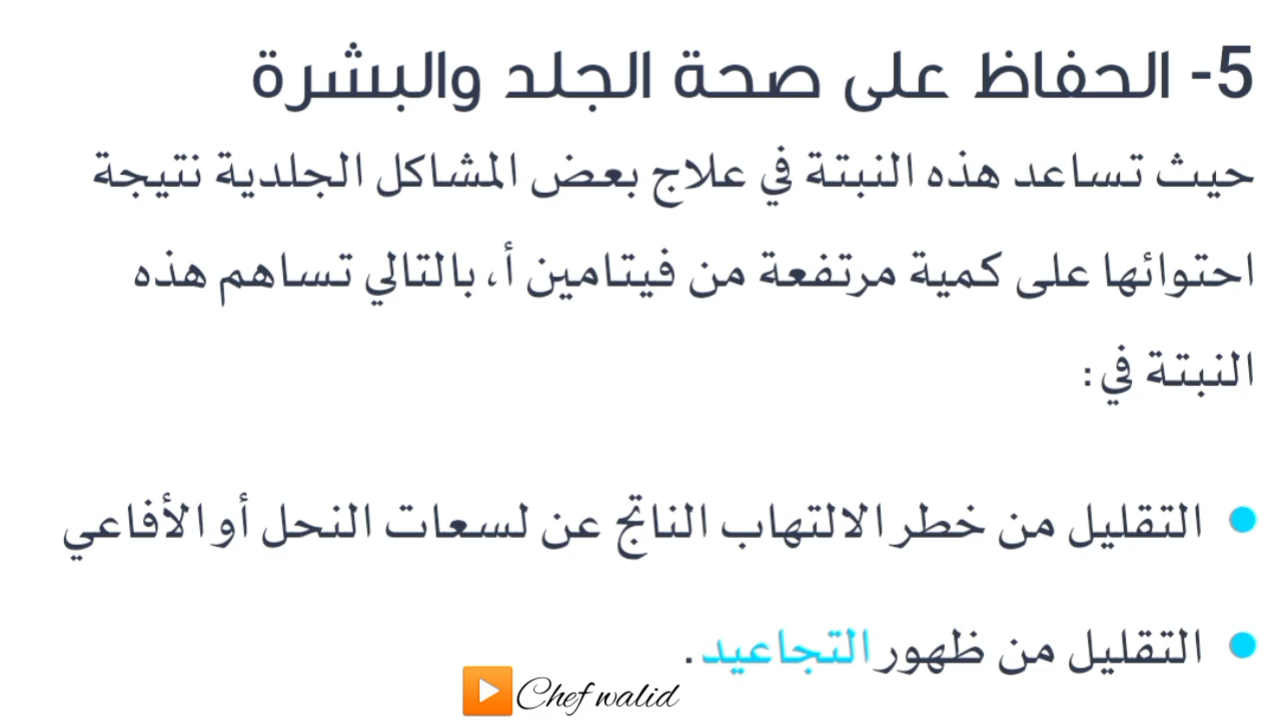 5- الحفاظ على صحة الجلد والبشرة
حيث تساعد هذه النبتة في علاج بعض المشاكل الجلدية نتيجة
احتوائها على كمية مرتفعة من فيتامين أ، بالتالي تساهم هذه
النبتة في:
التقليل من خطر الالتهاب الناتج عن لسعات النحل أو الأفاعي
التقليل من ظهور التجاعيد.
Chef walid